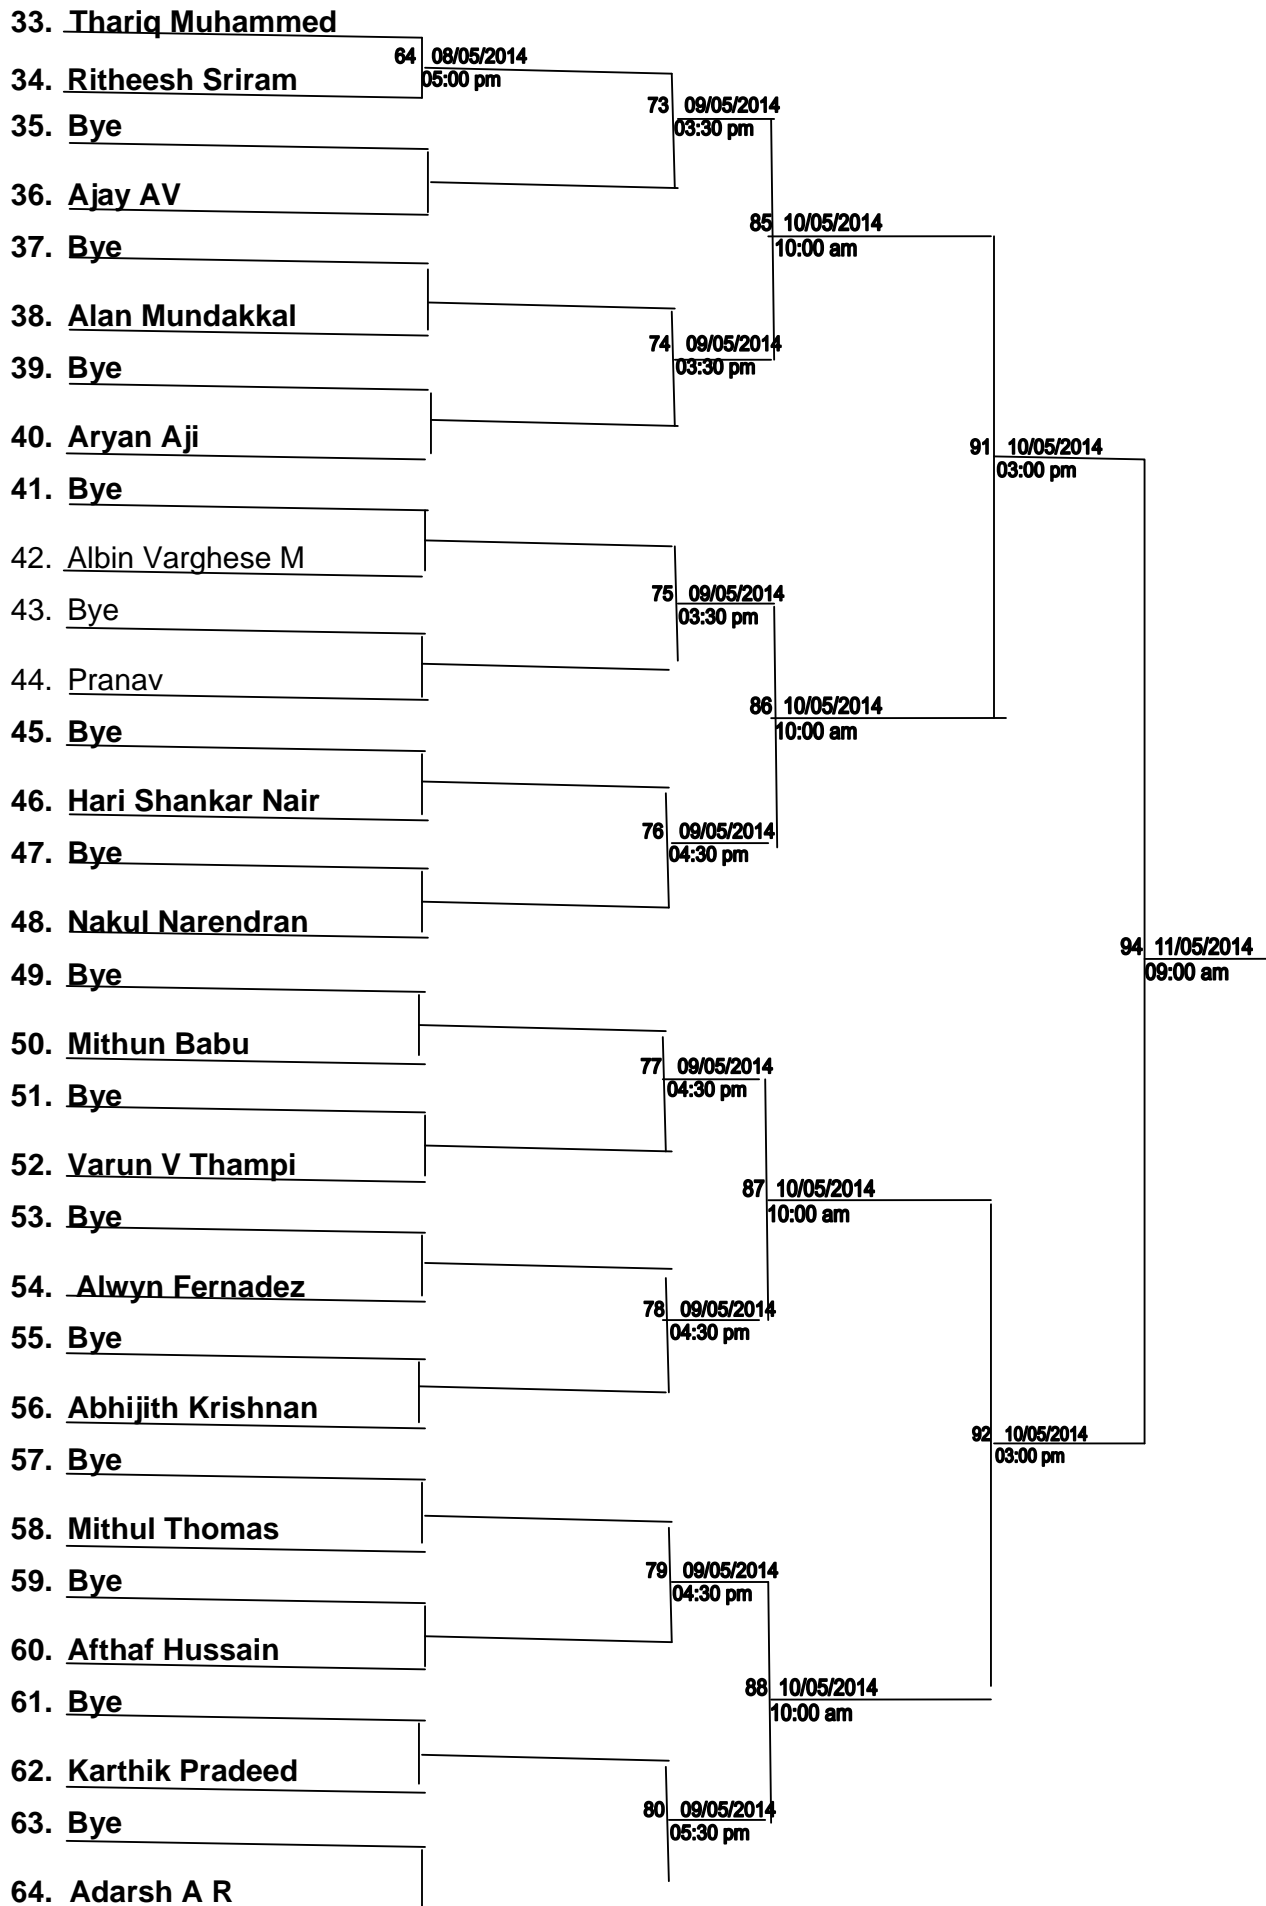 33. Thariq Muhammed
64 08/05/2014
34. Ritheesh Sriram
05:00 pm
73 09/05/2014
35. Bye
03:30 pm
36. Ajay AV
85 10/05/2014
37. Bye
10:00 am
38. Alan Mundakkal
74 09/05/2014
39. Bye
03:30 pm
40. Aryan Aji
91 10/05/2014
03:00 pm
41. Bye
42. Albin Varghese M
75 09/05/2014
43. Bye
03:30 pm
44. Pranav
86 10/05/2014
45. Bye
10:00 am
46. Hari Shankar Nair
76 09/05/2014
47. Bye
04:30 pm
48. Nakul Narendran
94 11/05/2014
49. Bye
09:00 am
50. Mithun Babu
77 09/05/2014
51. Bye
04:30 pm
52. Varun V Thampi
87 10/05/2014
53. Bye
10:00 am
54. Alwyn Fernadez
78 09/05/2014
55. Bye
04:30 pm
56. Abhijith Krishnan
92 10/05/2014
57. Bye
03:00 pm
58. Mithul Thomas
79 09/05/2014
59. Bye
04:30 pm
60. Afthaf Hussain
88 10/05/2014
61. Bye
10:00 am
62. Karthik Pradeed
80 09/05/2014
63. Bye
05:30 pm
64. Adarsh A R